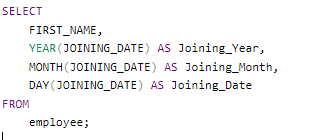 SELECT
FIRST_NAME,
YEAR(JOINING_DATE) AS Joining_Year,
MONTH(JOINING_DATE) AS Joining_Month,
DAY(JOINING_DATE) AS Joining_Date
FROM
employee;